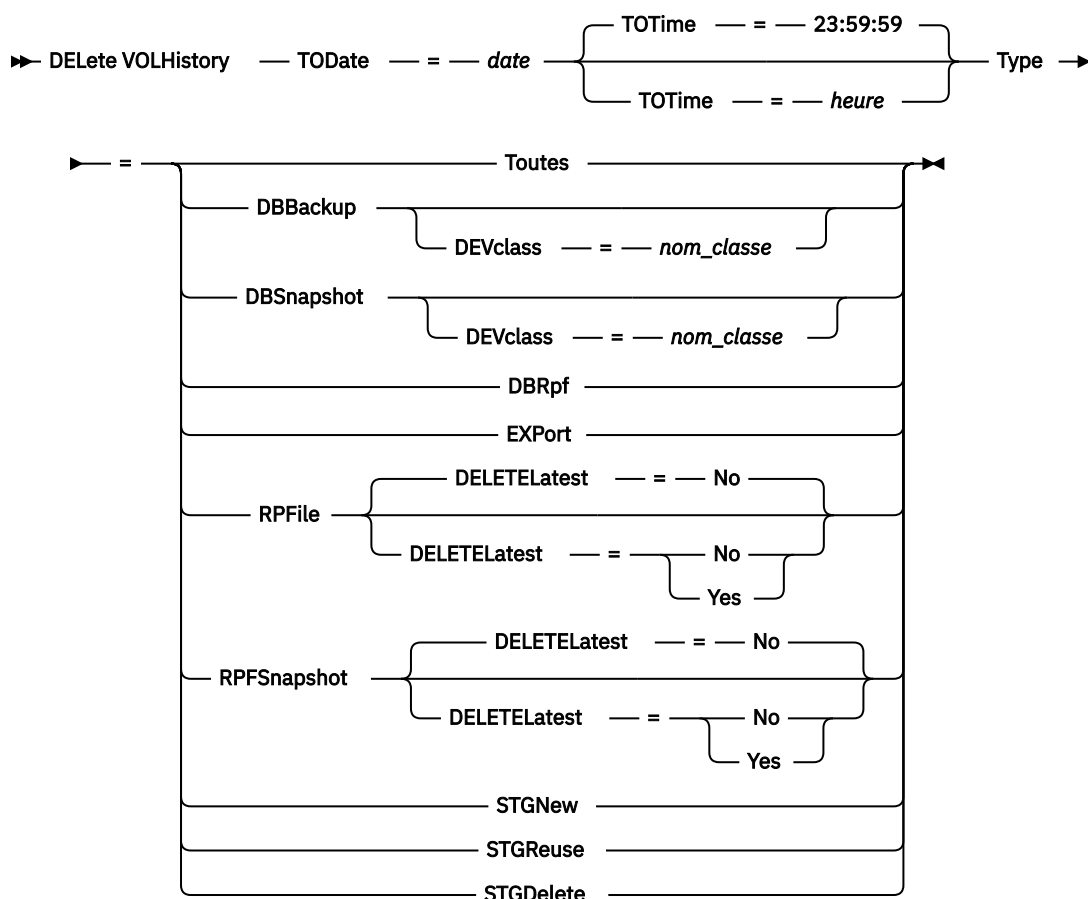 TOTime = 23:59:59
DELete VOLHistory TODate = date Type
TOTime = heure
= Toutes
DBBackup
DEVclass = nom_classe
DBSnapshot
DEVclass = nom_classe
DBRpf
EXPort
DELETELatest = No
RPFile
DELETELatest = No
Yes
DELETELatest = No
RPFSnapshot
DELETELatest = No
Yes
STGNew
STGReuse
STGDelete